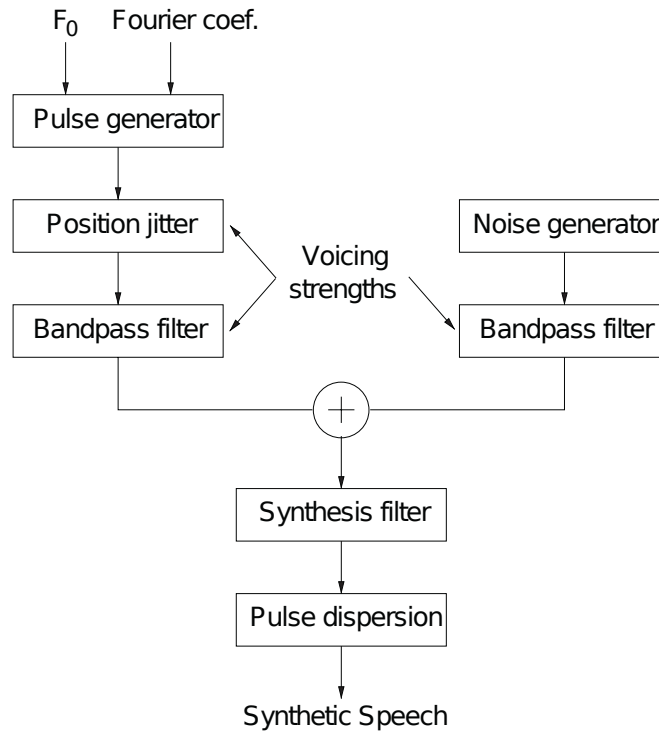 F0 Fourier coef.
Pulse generator
Position jitter
Noise generator
Voicing
strengths
Bandpass filter
Bandpass filter
+
Synthesis filter
Pulse dispersion
Synthetic Speech